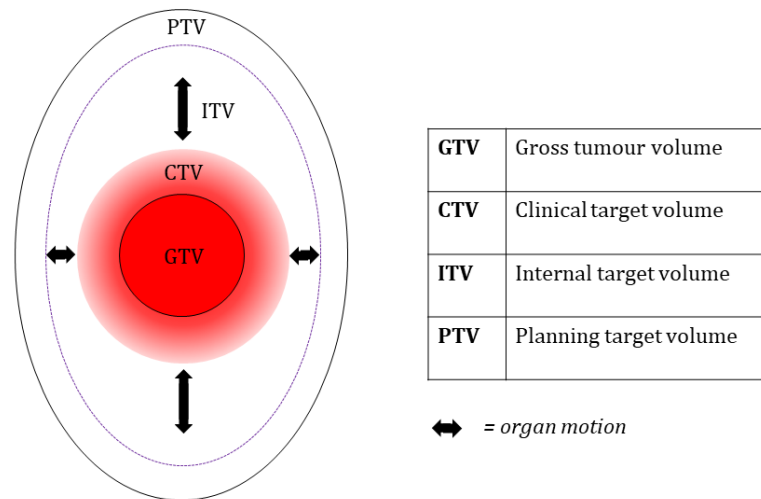 PTV
ITV
CTV
GTV
GTV Gross tumour volume
CTV Clinical target volume
ITV Internal target volume
PTV Planning target volume
= organ motion